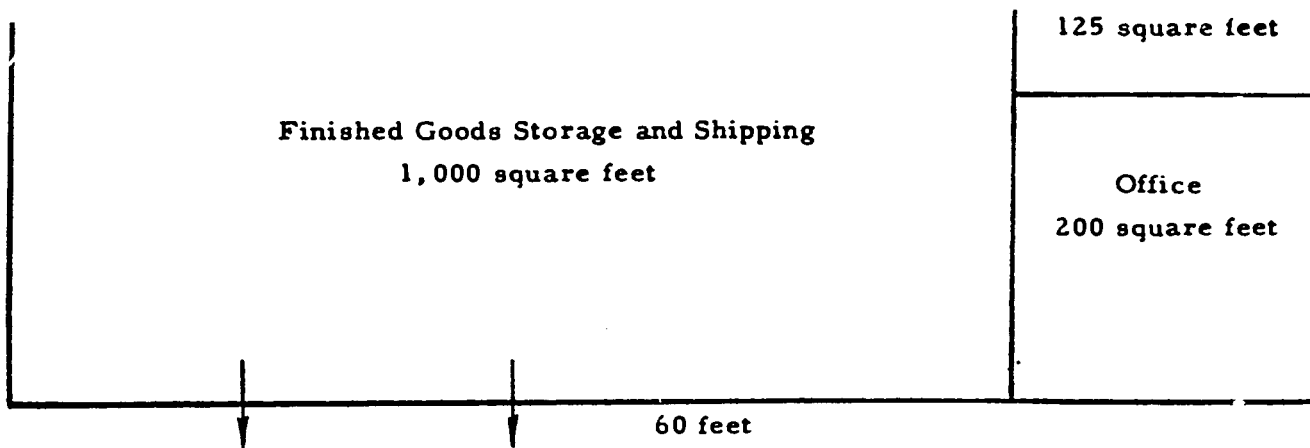 125 square feet
Finished Goods Storage and Shipping
1,000 square feet
Office
200 square feet
60 feet